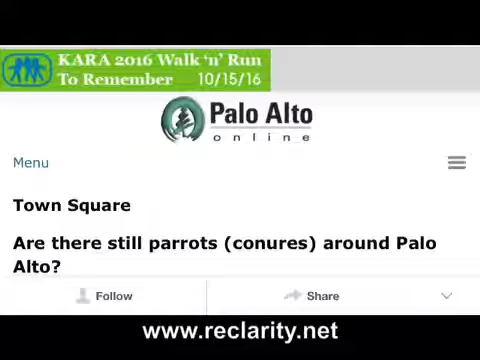 KARA 2016 Walk ‘n’ Run
To Remember 10/15/16
Palo Alto
online
Menu
Town Square
Are there still parrots (conures) around Palo
Alto?
Follow
Share
www.reclarity.net